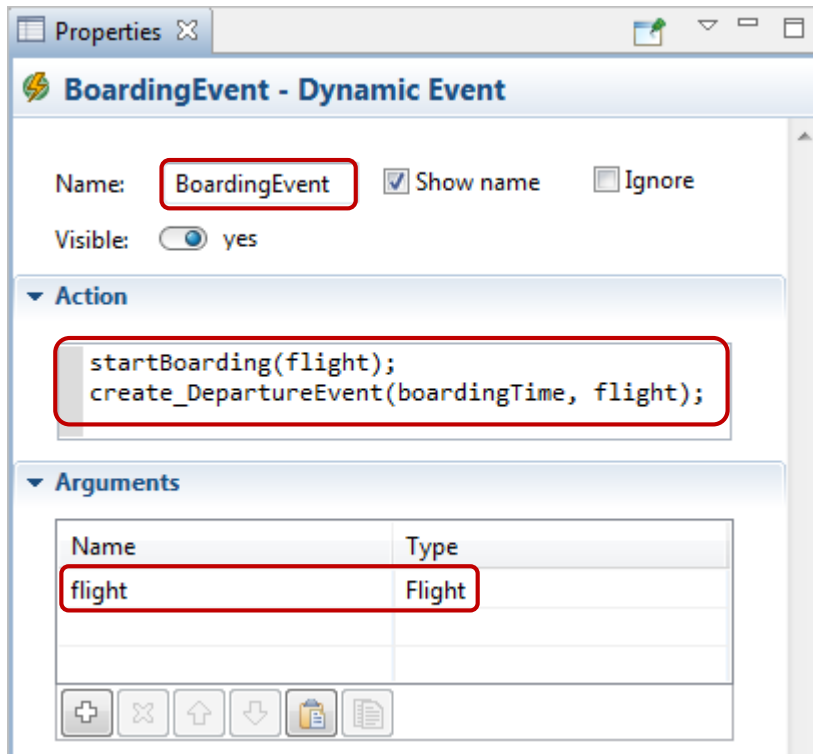 Properties
BoardingEvent - Dynamic Event
Name: BoardingEvent Show name Ignore
Visible: yes
Action
startBoarding(flight);
create_DepartureEvent(boardingTime, flight);
Arguments
Name Type
flight Flight